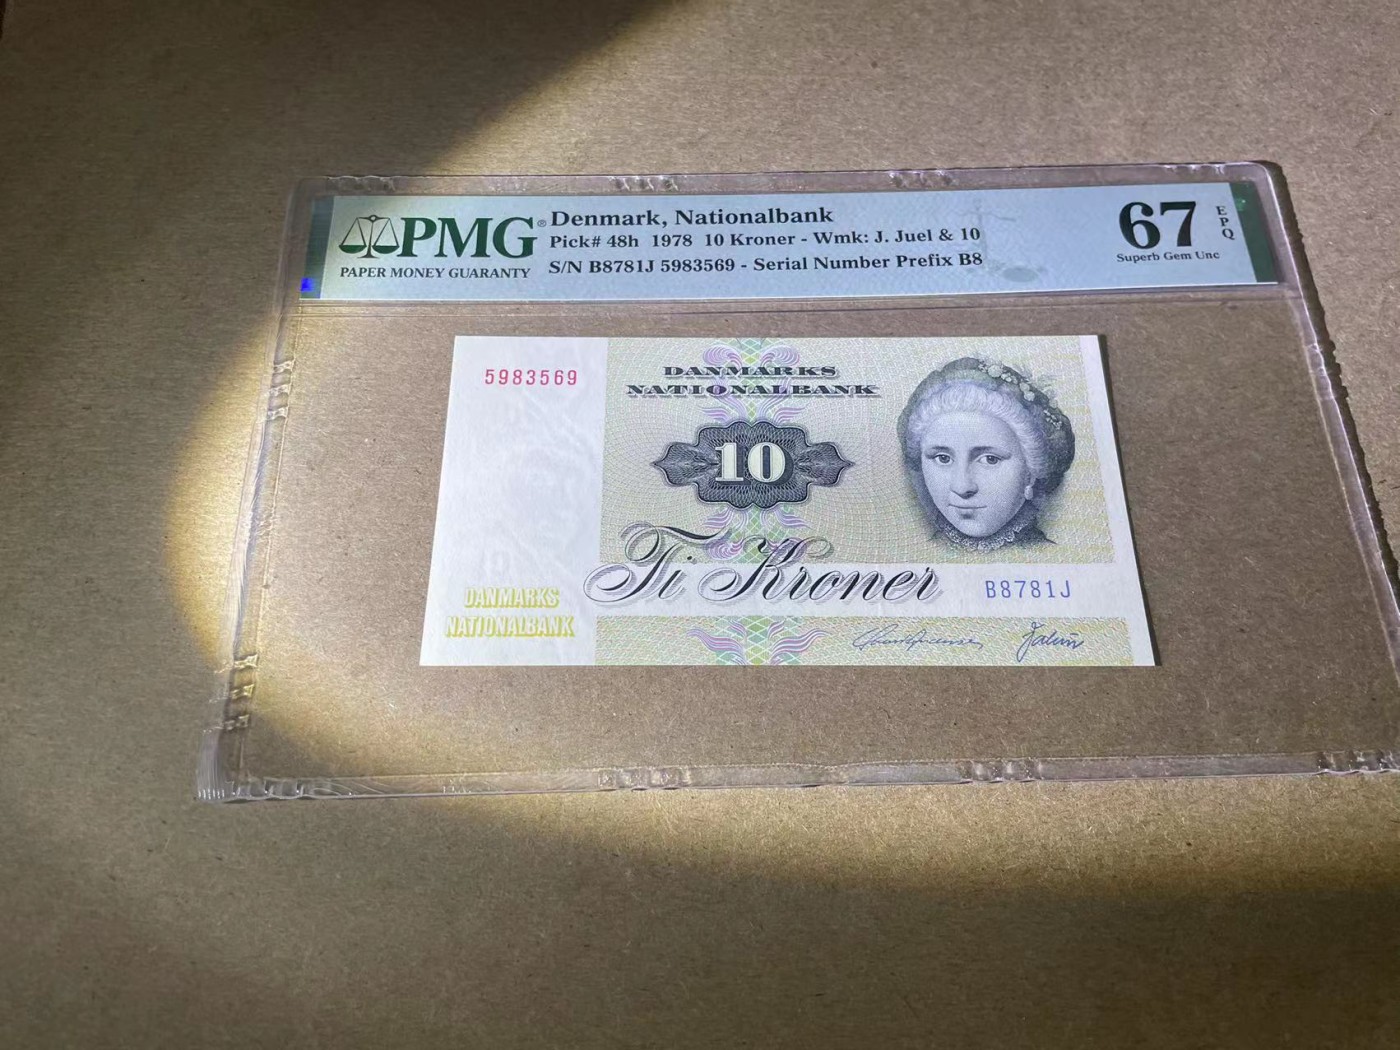 PMG®
PAPER MONEY GUARANTY
Denmark, Nationalbank
Pick# 48h 1978 10 Kroner - Wmk: J. Juel & 10
S/N B8781J 5983569 - Serial Number Prefix B8
67
EPQ
Superb Gem Unc
5983569
DANMARKS
NATIONALBANK
10
Ti Kroner
B8781J
DANMARKS
NATIONALBANK